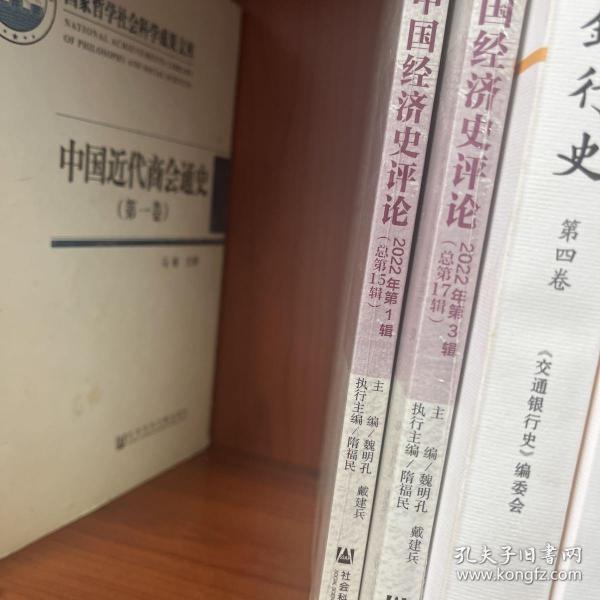 国家哲学社会科学成果文库
NATIONAL ACHIEVEMENTS LIBRARY
OF PHILOSOPHY AND SOCIAL SCIENCES
中国近代商会通史
(第一卷)
中国经济史评论
2022年第1辑
(总第15辑)
主 编/魏明孔 戴建兵
执行主编/隋福民
社会科
国经济史评论
2022年第3辑
(总第17辑)
主 编/魏明孔 戴建兵
执行主编/隋福民
行史
第四卷
《交通银行史》编委会
孔夫子旧书网
www.kongfz.com